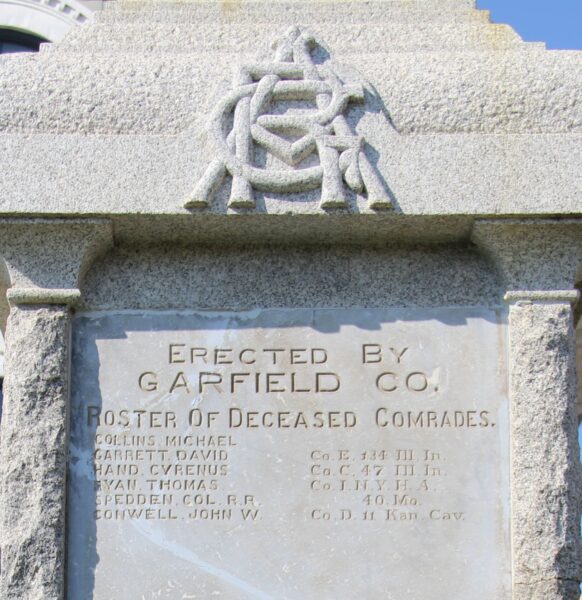 GAR
ERECTED BY
GARFIELD CO.
ROSTER OF DECEASED COMRADES.
COLLINS, MICHAEL
GARRETT, DAVID Co. E. 134 Ill In.
HAND, CYRENUS Co. C. 47 Ill In.
RYAN, THOMAS Co. I. N.Y.H.A.
SPEDDEN, COL. R.R. 40. Mo.
CONWELL, JOHN W. Co. D. 11 Kan. Cav.